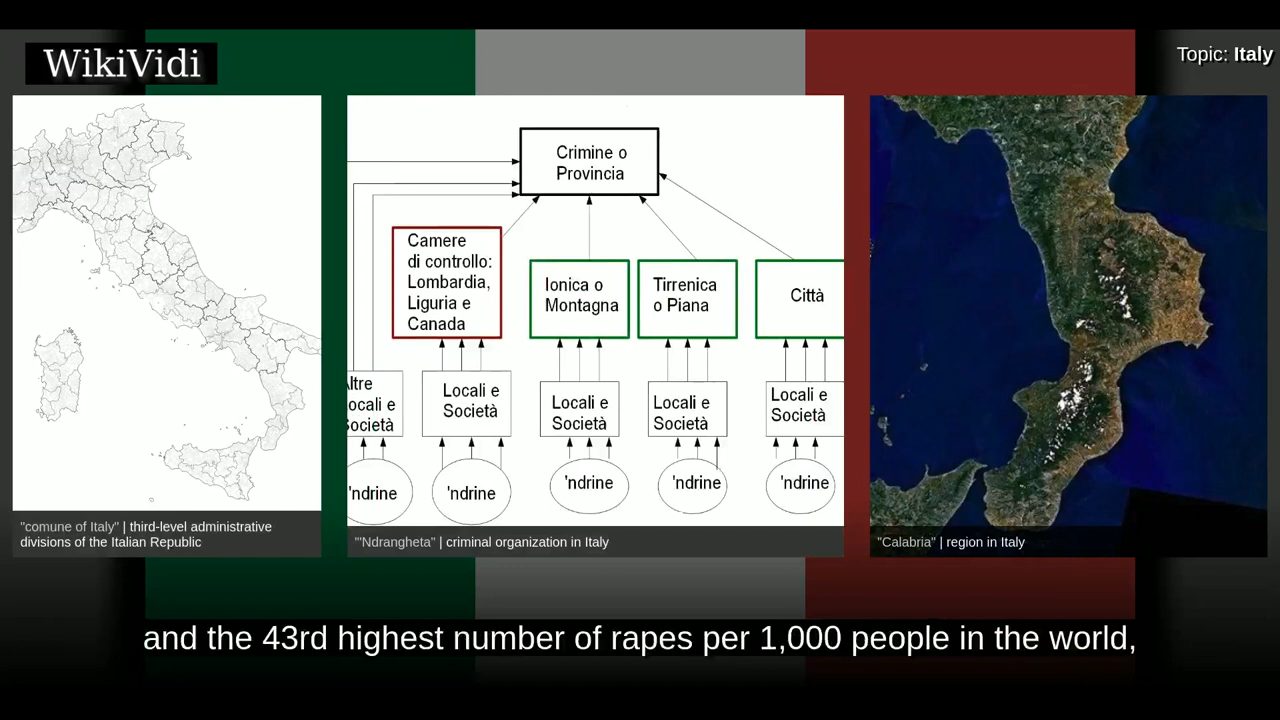 WikiVidi
Topic: Italy
Crimine o
Provincia
Camere
di controllo:
Lombardia,
Liguria e
Canada
Ionica o
Montagna
Tirrenica
o Piana
Città
Altre
Locali e
Società
Locali e
Società
Locali e
Società
Locali e
Società
Locali e
Società
'ndrine
'ndrine
'ndrine
'ndrine
'ndrine
"comune of Italy" | third-level administrative
divisions of the Italian Republic
"'Ndrangheta" | criminal organization in Italy
"Calabria" | region in Italy
and the 43rd highest number of rapes per 1,000 people in the world,